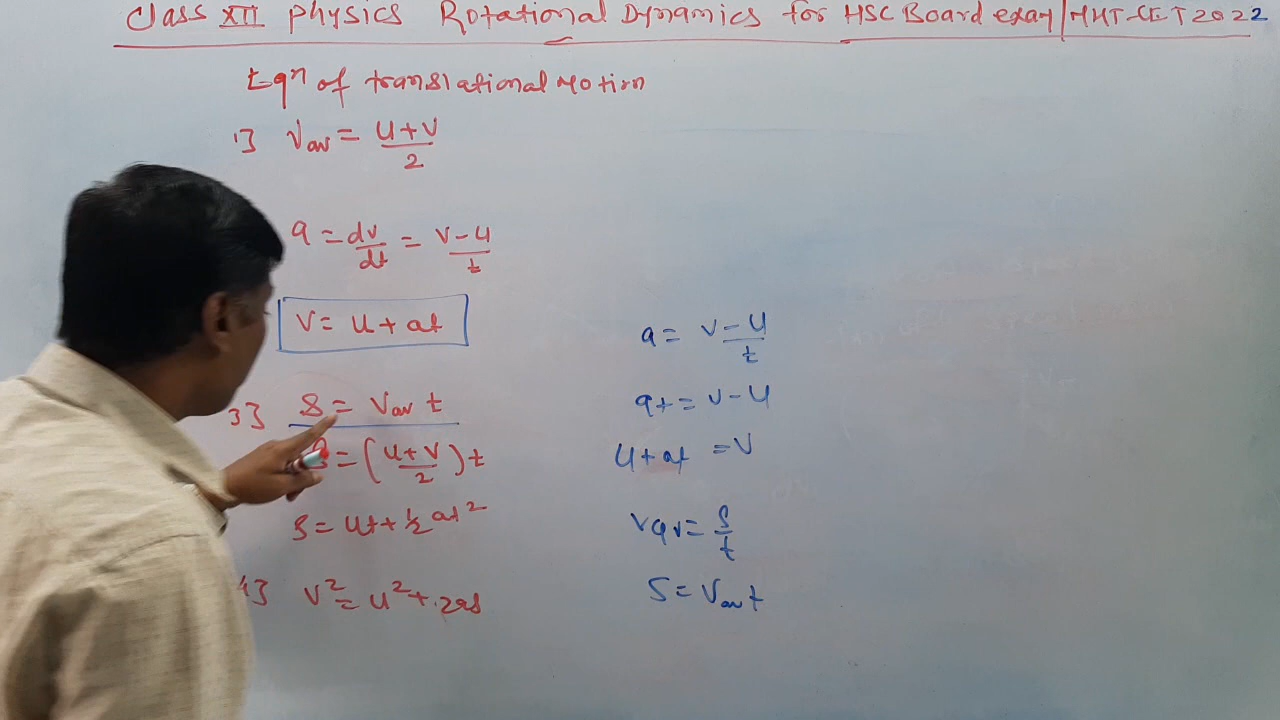 Class XII physics Rotational Dynamics for HSC Board exam/MHT-CET 2022
Eqⁿ of translational Motion
1] Vav = u+v/2
a = dv/dt = v-u/t
v = u + at
3] S = Vav t
S = (u+v/2)t
S = ut + ½ at²
4] v² = u² + 2as
a = v-u/t
at = v-u
u + at = v
vav = S/t
S = Vav t